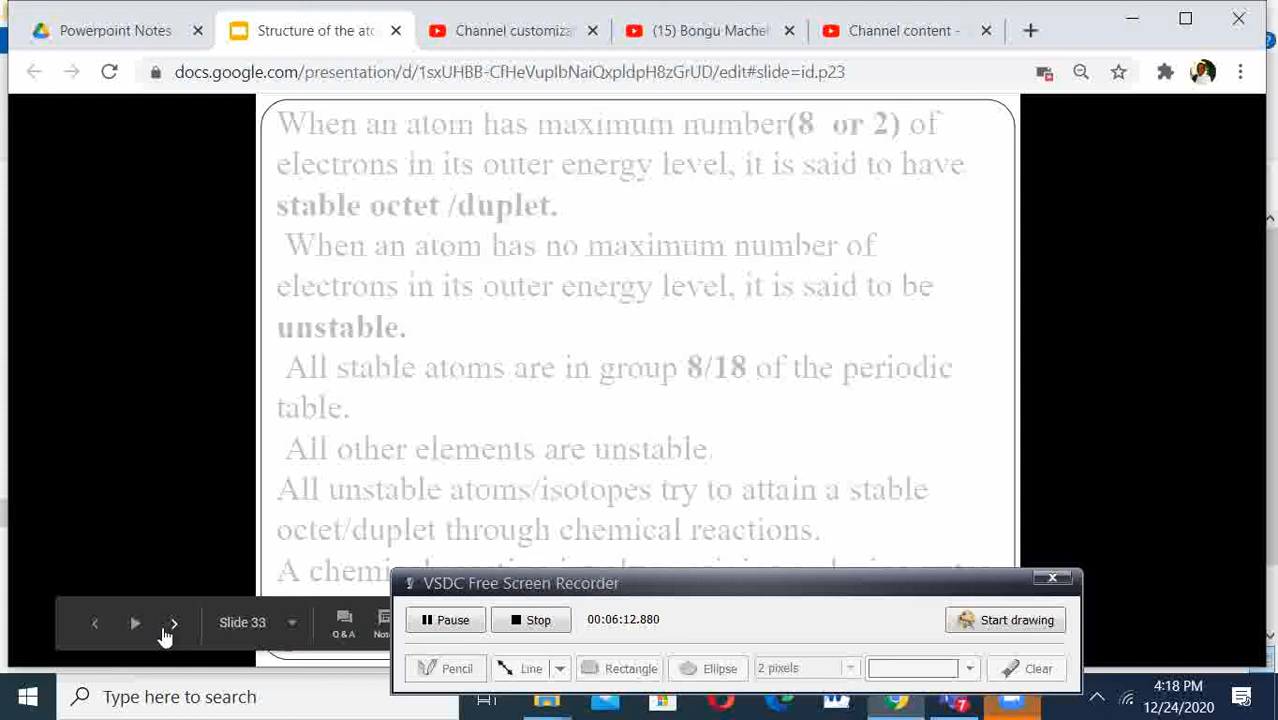 Powerpoint Notes
Structure of the ato
Channel customiza
(15) Bongu Machel
Channel content -
docs.google.com/presentation/d/1sxUHBB-CfHeVupIbNaiQxpldpH8zGrUD/edit#slide=id.p23
When an atom has maximum number(8 or 2) of
electrons in its outer energy level, it is said to have
stable octet /duplet.
When an atom has no maximum number of
electrons in its outer energy level, it is said to be
unstable.
All stable atoms are in group 8/18 of the periodic
table.
All other elements are unstable.
All unstable atoms/isotopes try to attain a stable
octet/duplet through chemical reactions.
A chemi
VSDC Free Screen Recorder
Pause
Stop
00:06:12.880
Start drawing
Slide 33
Q & A
Not
Pencil
Line
Rectangle
Ellipse
2 pixels
Clear
Type here to search
4:18 PM
12/24/2020